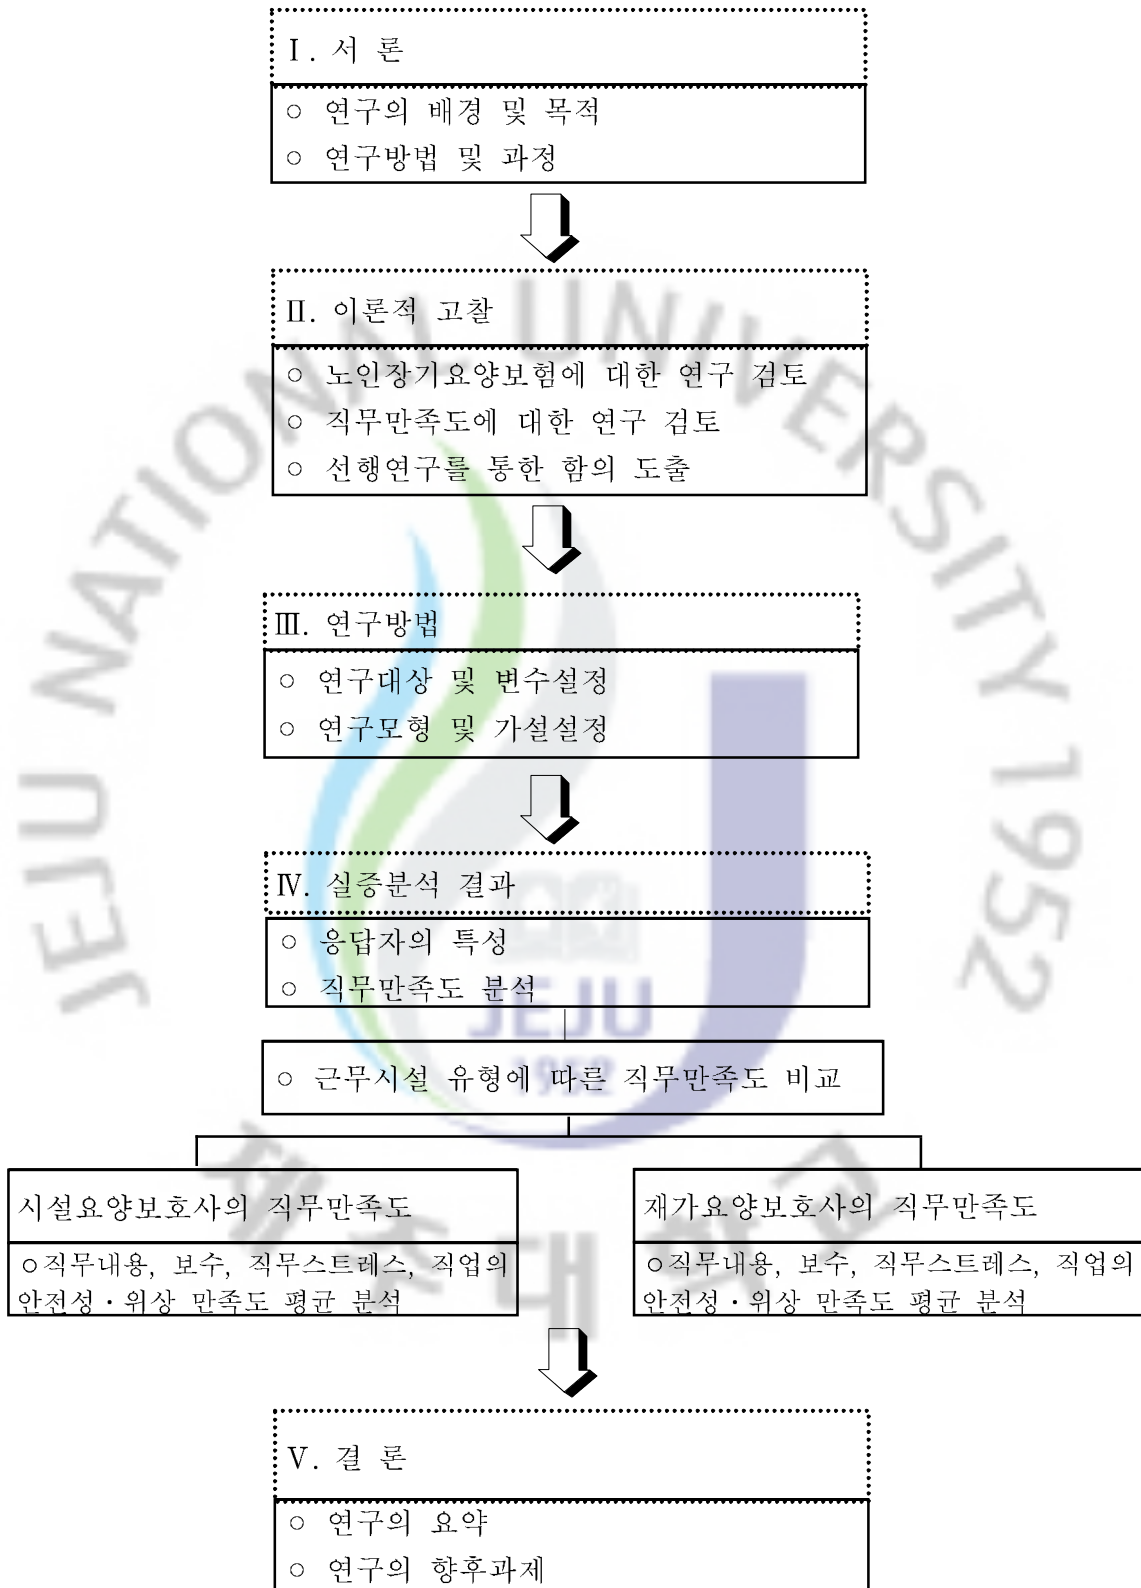 Ⅰ. 서 론
○ 연구의 배경 및 목적
○ 연구방법 및 과정
Ⅱ. 이론적 고찰
○ 노인장기요양보험에 대한 연구 검토
○ 직무만족도에 대한 연구 검토
○ 선행연구를 통한 함의 도출
Ⅲ. 연구방법
○ 연구대상 및 변수설정
○ 연구모형 및 가설설정
Ⅳ. 실증분석 결과
○ 응답자의 특성
○ 직무만족도 분석
○ 근무시설 유형에 따른 직무만족도 비교
시설요양보호사의 직무만족도
○직무내용, 보수, 직무스트레스, 직업의
안전성·위상 만족도 평균 분석
재가요양보호사의 직무만족도
○직무내용, 보수, 직무스트레스, 직업의
안전성·위상 만족도 평균 분석
Ⅴ. 결 론
○ 연구의 요약
○ 연구의 향후과제
JEJU NATIONAL UNIVERSITY 1952
JEJU
1952
제주대학교